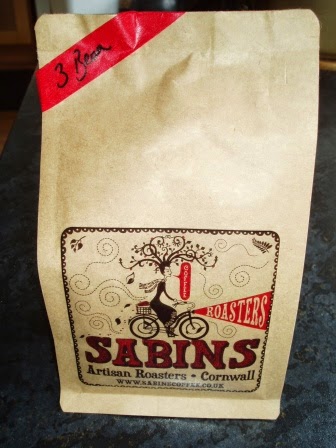 3 Bean
COFFEE
ROASTERS
SABINS
Artisan Roasters • Cornwall
WWW.SABINSCOFFEE.CO.UK